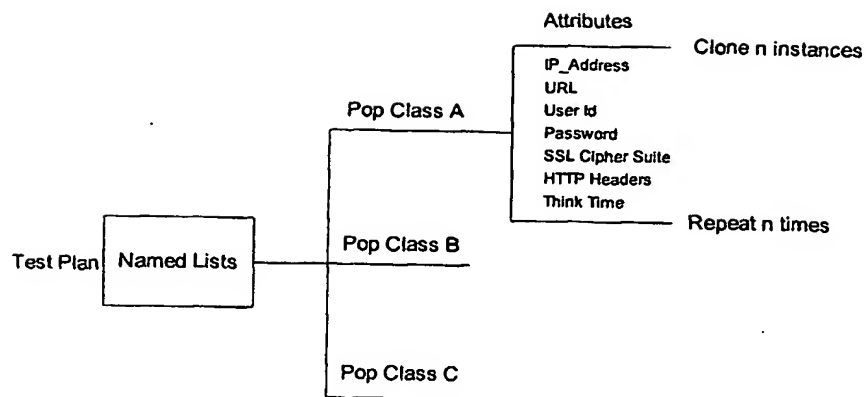 Attributes
Clone n instances
IP_Address
URL
User Id
Password
SSL Cipher Suite
HTTP Headers
Think Time
Repeat n times
Pop Class A
Pop Class B
Pop Class C
Test Plan
Named Lists